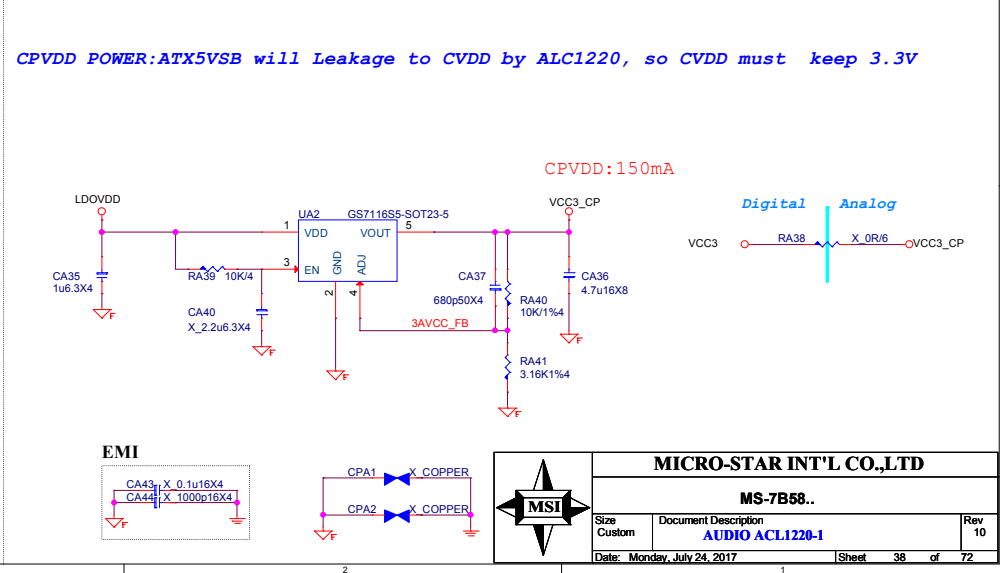 CPVDD POWER:ATX5VSB will Leakage to CVDD by ALC1220, so CVDD must keep 3.3V
CPVDD:150mA
LDOVDD
UA2 GS7116S5-SOT23-5
VCC3_CP
Digital Analog
1 VDD VOUT 5
VCC3 RA38 X_0R/6 VCC3_CP
3 EN GND ADJ
2 4
CA35
1u6.3X4
RA39 10K/4
CA37
680p50X4
CA36
4.7u16X8
RA40
10K/1%4
CA40
X_2.2u6.3X4
3AVCC_FB
F
F
F
F
RA41
3.16K1%4
F
EMI
CA43 X_0.1u16X4
CA44 X_1000p16X4
F
CPA1 X_COPPER
CPA2 X_COPPER
F
MSI
MICRO-STAR INT'L CO.,LTD
MS-7B58..
Size
Custom
Document Description
AUDIO ACL1220-1
Rev
10
Date: Monday, July 24, 2017 Sheet 38 of 72
2 1